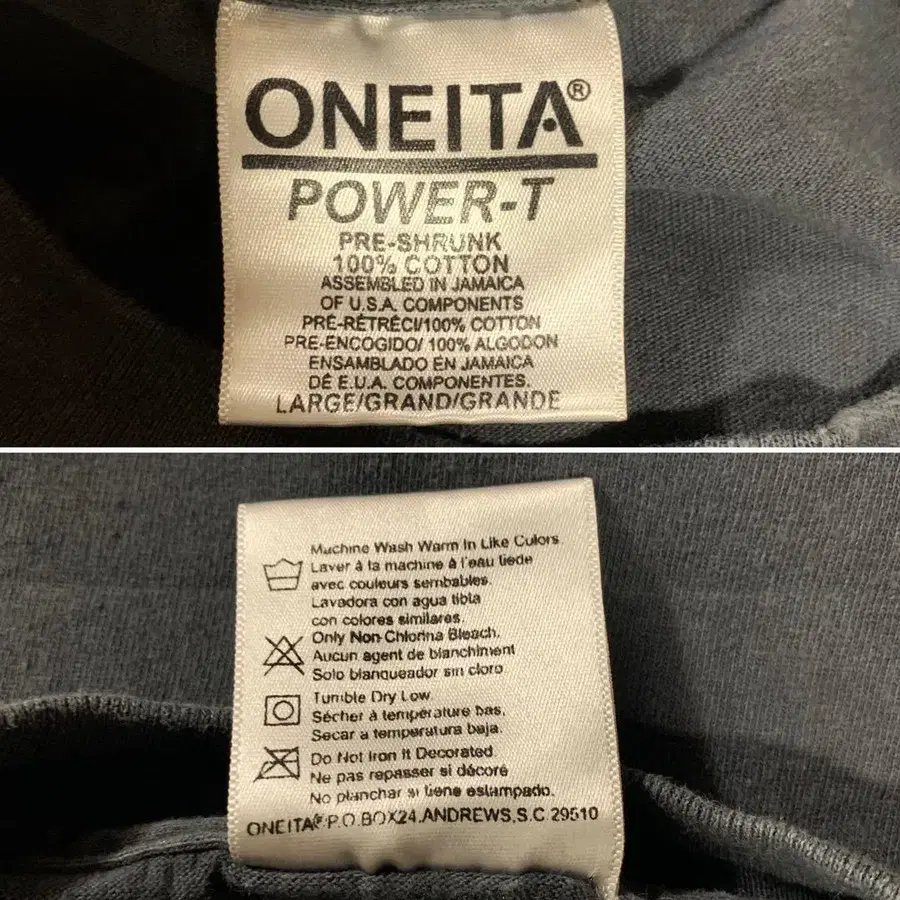 ONEITA®
POWER-T
PRE-SHRUNK
100% COTTON
ASSEMBLED IN JAMAICA
OF U.S.A. COMPONENTS
PRÉ-RÉTRÉCI/100% COTTON
PRE-ENCOGIDO/ 100% ALGODON
ENSAMBLADO EN JAMAICA
DÉ E.U.A. COMPONENTES.
LARGE/GRAND/GRANDE
Machine Wash Warm In Like Colors.
Laver à la machine à l'eau tiede
avec couleurs sembables.
Lavadora con agua tibla
con colores similares.
Only Non-Chlorina Bleach.
Aucun agent de blanchiment
Solo blanqueador sin cloro
Tumble Dry Low.
Sécher à température bas.
Secar a temperatura baja.
Do Not Iron It Decorated
Ne pas repasser si décoré
No planchar si tiene estampado.
ONEITA® P.O.BOX24,ANDREWS,S.C 29510